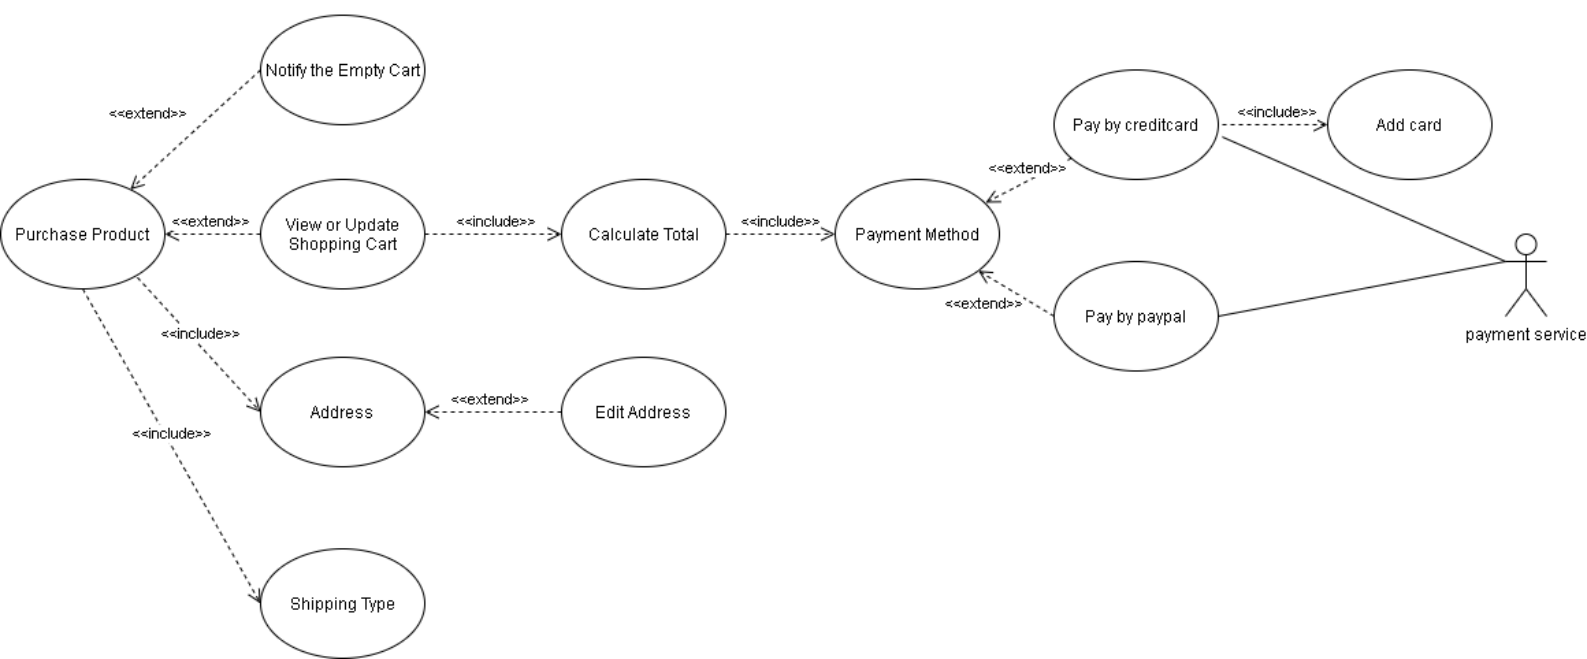 Notify the Empty Cart
<<extend>>
Purchase Product
<<extend>>
View or Update
Shopping Cart
<<include>>
Calculate Total
<<include>>
Payment Method
<<extend>>
Pay by creditcard
<<include>>
Add card
<<extend>>
Pay by paypal
payment service
<<include>>
Address
<<extend>>
Edit Address
<<include>>
Shipping Type